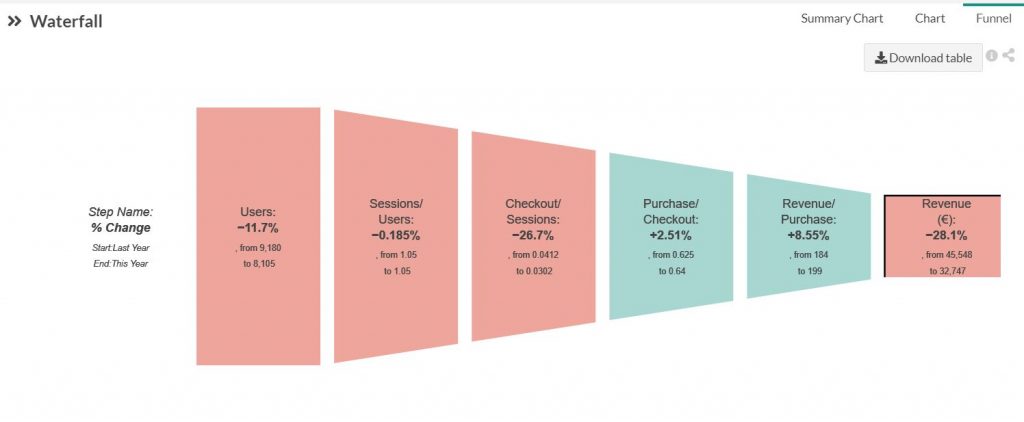 Waterfall
Summary Chart
Chart
Funnel
Download table
Step Name:
% Change
Start:Last Year
End:This Year
Users:
−11.7%
, from 9,180
to 8,105
Sessions/
Users:
−0.185%
, from 1.05
to 1.05
Checkout/
Sessions:
−26.7%
, from 0.0412
to 0.0302
Purchase/
Checkout:
+2.51%
, from 0.625
to 0.64
Revenue/
Purchase:
+8.55%
, from 184
to 199
Revenue
(€):
−28.1%
, from 45,548
to 32,747